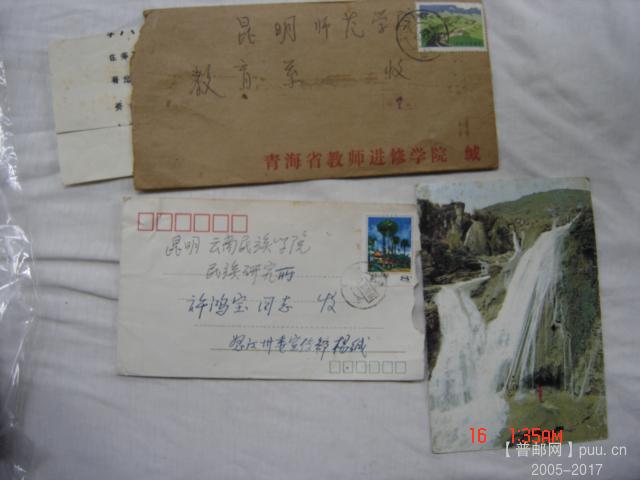 昆明师范学院
教育系 收
青海省教师进修学院 缄
昆明 云南民族学院
民族研究所
许鸿宝 同志 收
怒江州委宣传部杨缄
16 1:35AM
【普邮网】puu.cn
2005-2017